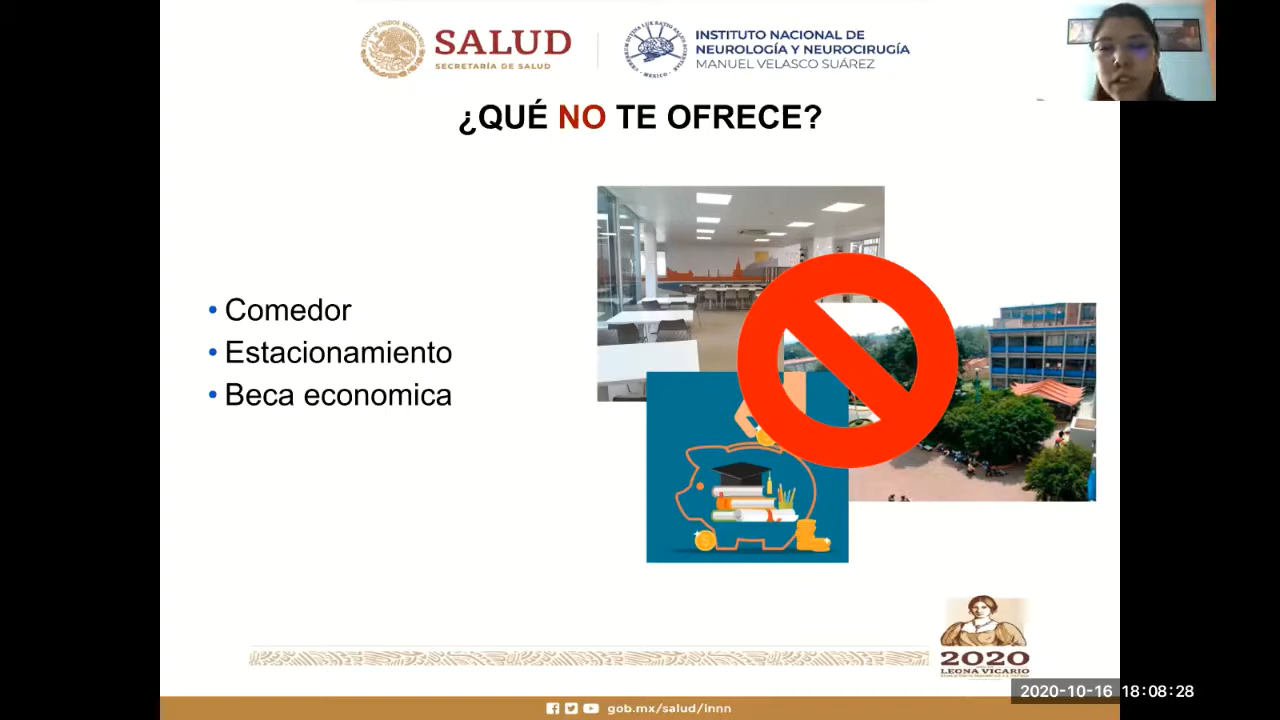 SALUD
SECRETARÍA DE SALUD
INSTITUTO NACIONAL DE
NEUROLOGÍA Y NEUROCIRUGÍA
MANUEL VELASCO SUÁREZ
¿QUÉ NO TE OFRECE?
• Comedor
• Estacionamiento
• Beca economica
2020
LEONA VICARIO
2020-10-16 18:08:28
gob.mx/salud/innn